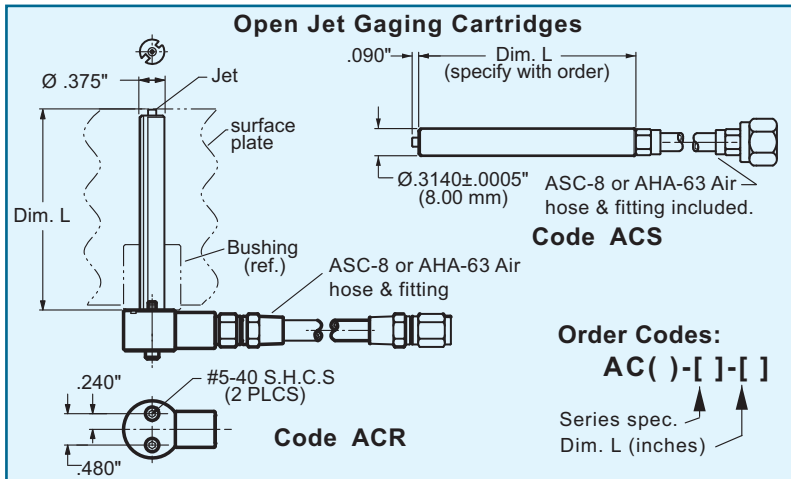 Open Jet Gaging Cartridges
Ø .375"
Jet
surface
plate
Dim. L
Bushing
(ref.)
ASC-8 or AHA-63 Air
hose & fitting
.240"
#5-40 S.H.C.S
(2 PLCS)
.480"
Code ACR
.090"
Dim. L
(specify with order)
Ø.3140±.0005"
(8.00 mm)
ASC-8 or AHA-63 Air
hose & fitting included.
Code ACS
Order Codes:
AC( )-[ ]-[ ]
Series spec.
Dim. L (inches)